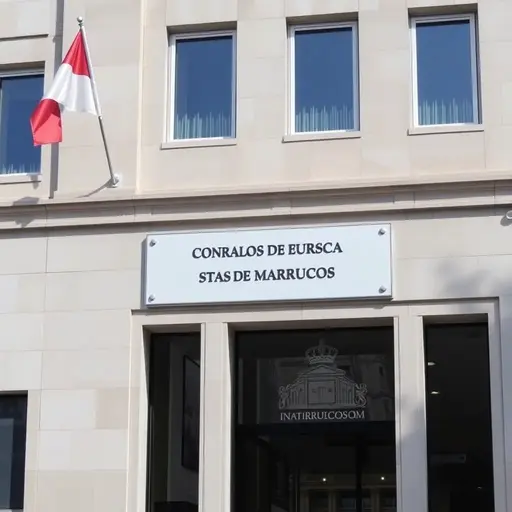 CONRALOS DE EURSCA
STAS DE MARRUCOS
INATIRRUICOSOM